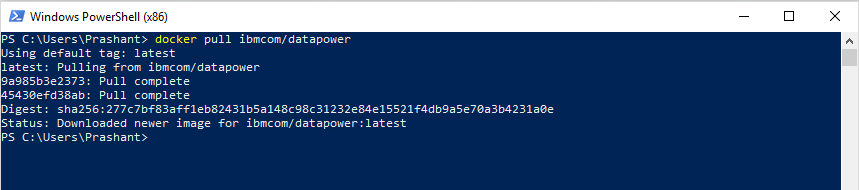 Windows PowerShell (x86)
PS C:\Users\Prashant> docker pull ibmcom/datapower
Using default tag: latest
latest: Pulling from ibmcom/datapower
9a985b3e2373: Pull complete
45430efd38ab: Pull complete
Digest: sha256:277c7bf83aff1eb82431b5a148c98c31232e84e15521f4db9a5e70a3b4231a0e
Status: Downloaded newer image for ibmcom/datapower:latest
PS C:\Users\Prashant>